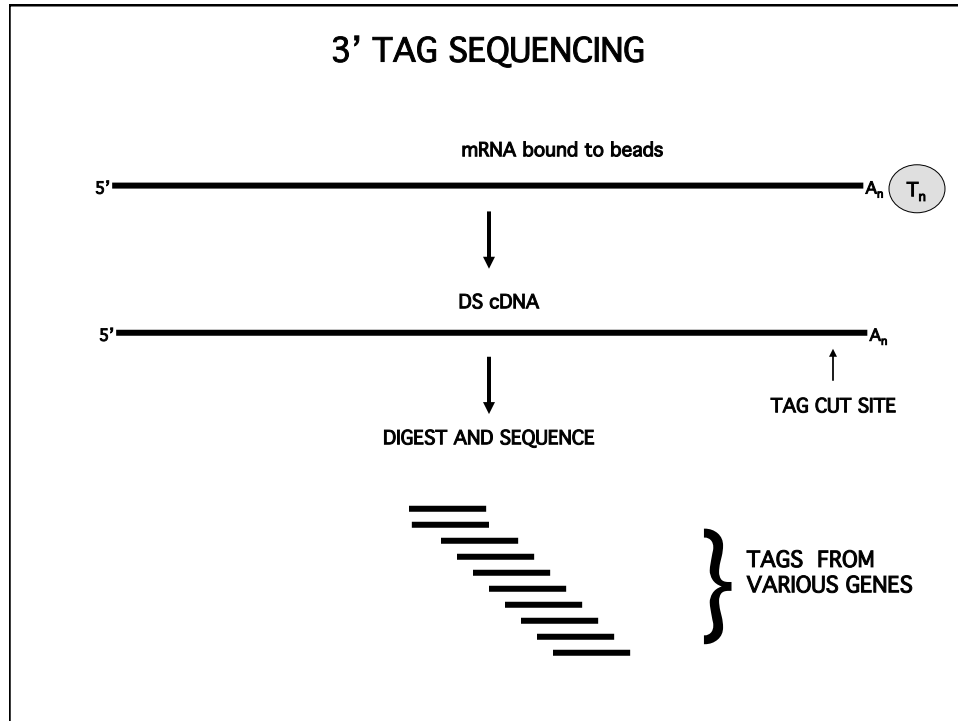 3’ TAG SEQUENCING
mRNA bound to beads
5’ An Tn
DS cDNA
5’ An
TAG CUT SITE
DIGEST AND SEQUENCE
TAGS FROM
VARIOUS GENES